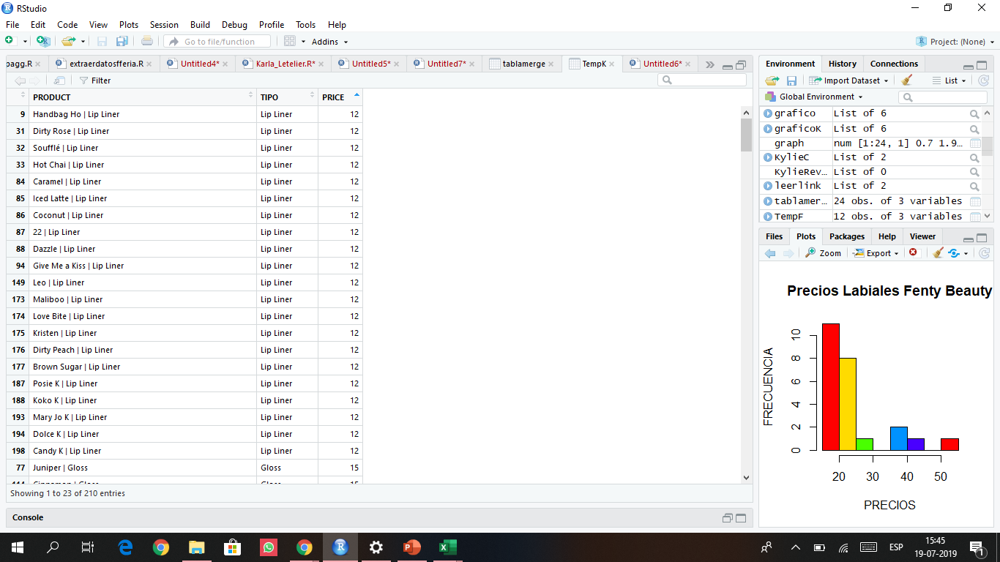 RStudio
File Edit Code View Plots Session Build Debug Profile Tools Help
Go to file/function Addins Project: (None)
pagg.R extraerdatosfferia.R Untitled4* Karla_Letelier.R* Untitled5* Untitled7* tablamerge TempK Untitled6*
Filter
PRODUCT TIPO PRICE
9 Handbag Ho | Lip Liner Lip Liner 12
31 Dirty Rose | Lip Liner Lip Liner 12
32 Soufflé | Lip Liner Lip Liner 12
33 Hot Chai | Lip Liner Lip Liner 12
84 Caramel | Lip Liner Lip Liner 12
85 Iced Latte | Lip Liner Lip Liner 12
86 Coconut | Lip Liner Lip Liner 12
87 22 | Lip Liner Lip Liner 12
88 Dazzle | Lip Liner Lip Liner 12
94 Give Me a Kiss | Lip Liner Lip Liner 12
149 Leo | Lip Liner Lip Liner 12
173 Maliboo | Lip Liner Lip Liner 12
174 Love Bite | Lip Liner Lip Liner 12
175 Kristen | Lip Liner Lip Liner 12
176 Dirty Peach | Lip Liner Lip Liner 12
177 Brown Sugar | Lip Liner Lip Liner 12
187 Posie K | Lip Liner Lip Liner 12
188 Koko K | Lip Liner Lip Liner 12
193 Mary Jo K | Lip Liner Lip Liner 12
194 Dolce K | Lip Liner Lip Liner 12
198 Candy K | Lip Liner Lip Liner 12
77 Juniper | Gloss Gloss 15
Showing 1 to 23 of 210 entries
Console
Environment History Connections
Import Dataset List
Global Environment
grafico List of 6
graficoK List of 6
graph num [1:24, 1] 0.7 1.9…
KylieC List of 2
KylieRev… List of 0
leerlink List of 2
tablamer… 24 obs. of 3 variables
TempF 12 obs. of 3 variables
Files Plots Packages Help Viewer
Zoom Export
Precios Labiales Fenty Beauty
FRECUENCIA
10
8
6
4
2
0
20 30 40 50
PRECIOS
ESP
15:45
19-07-2019
1